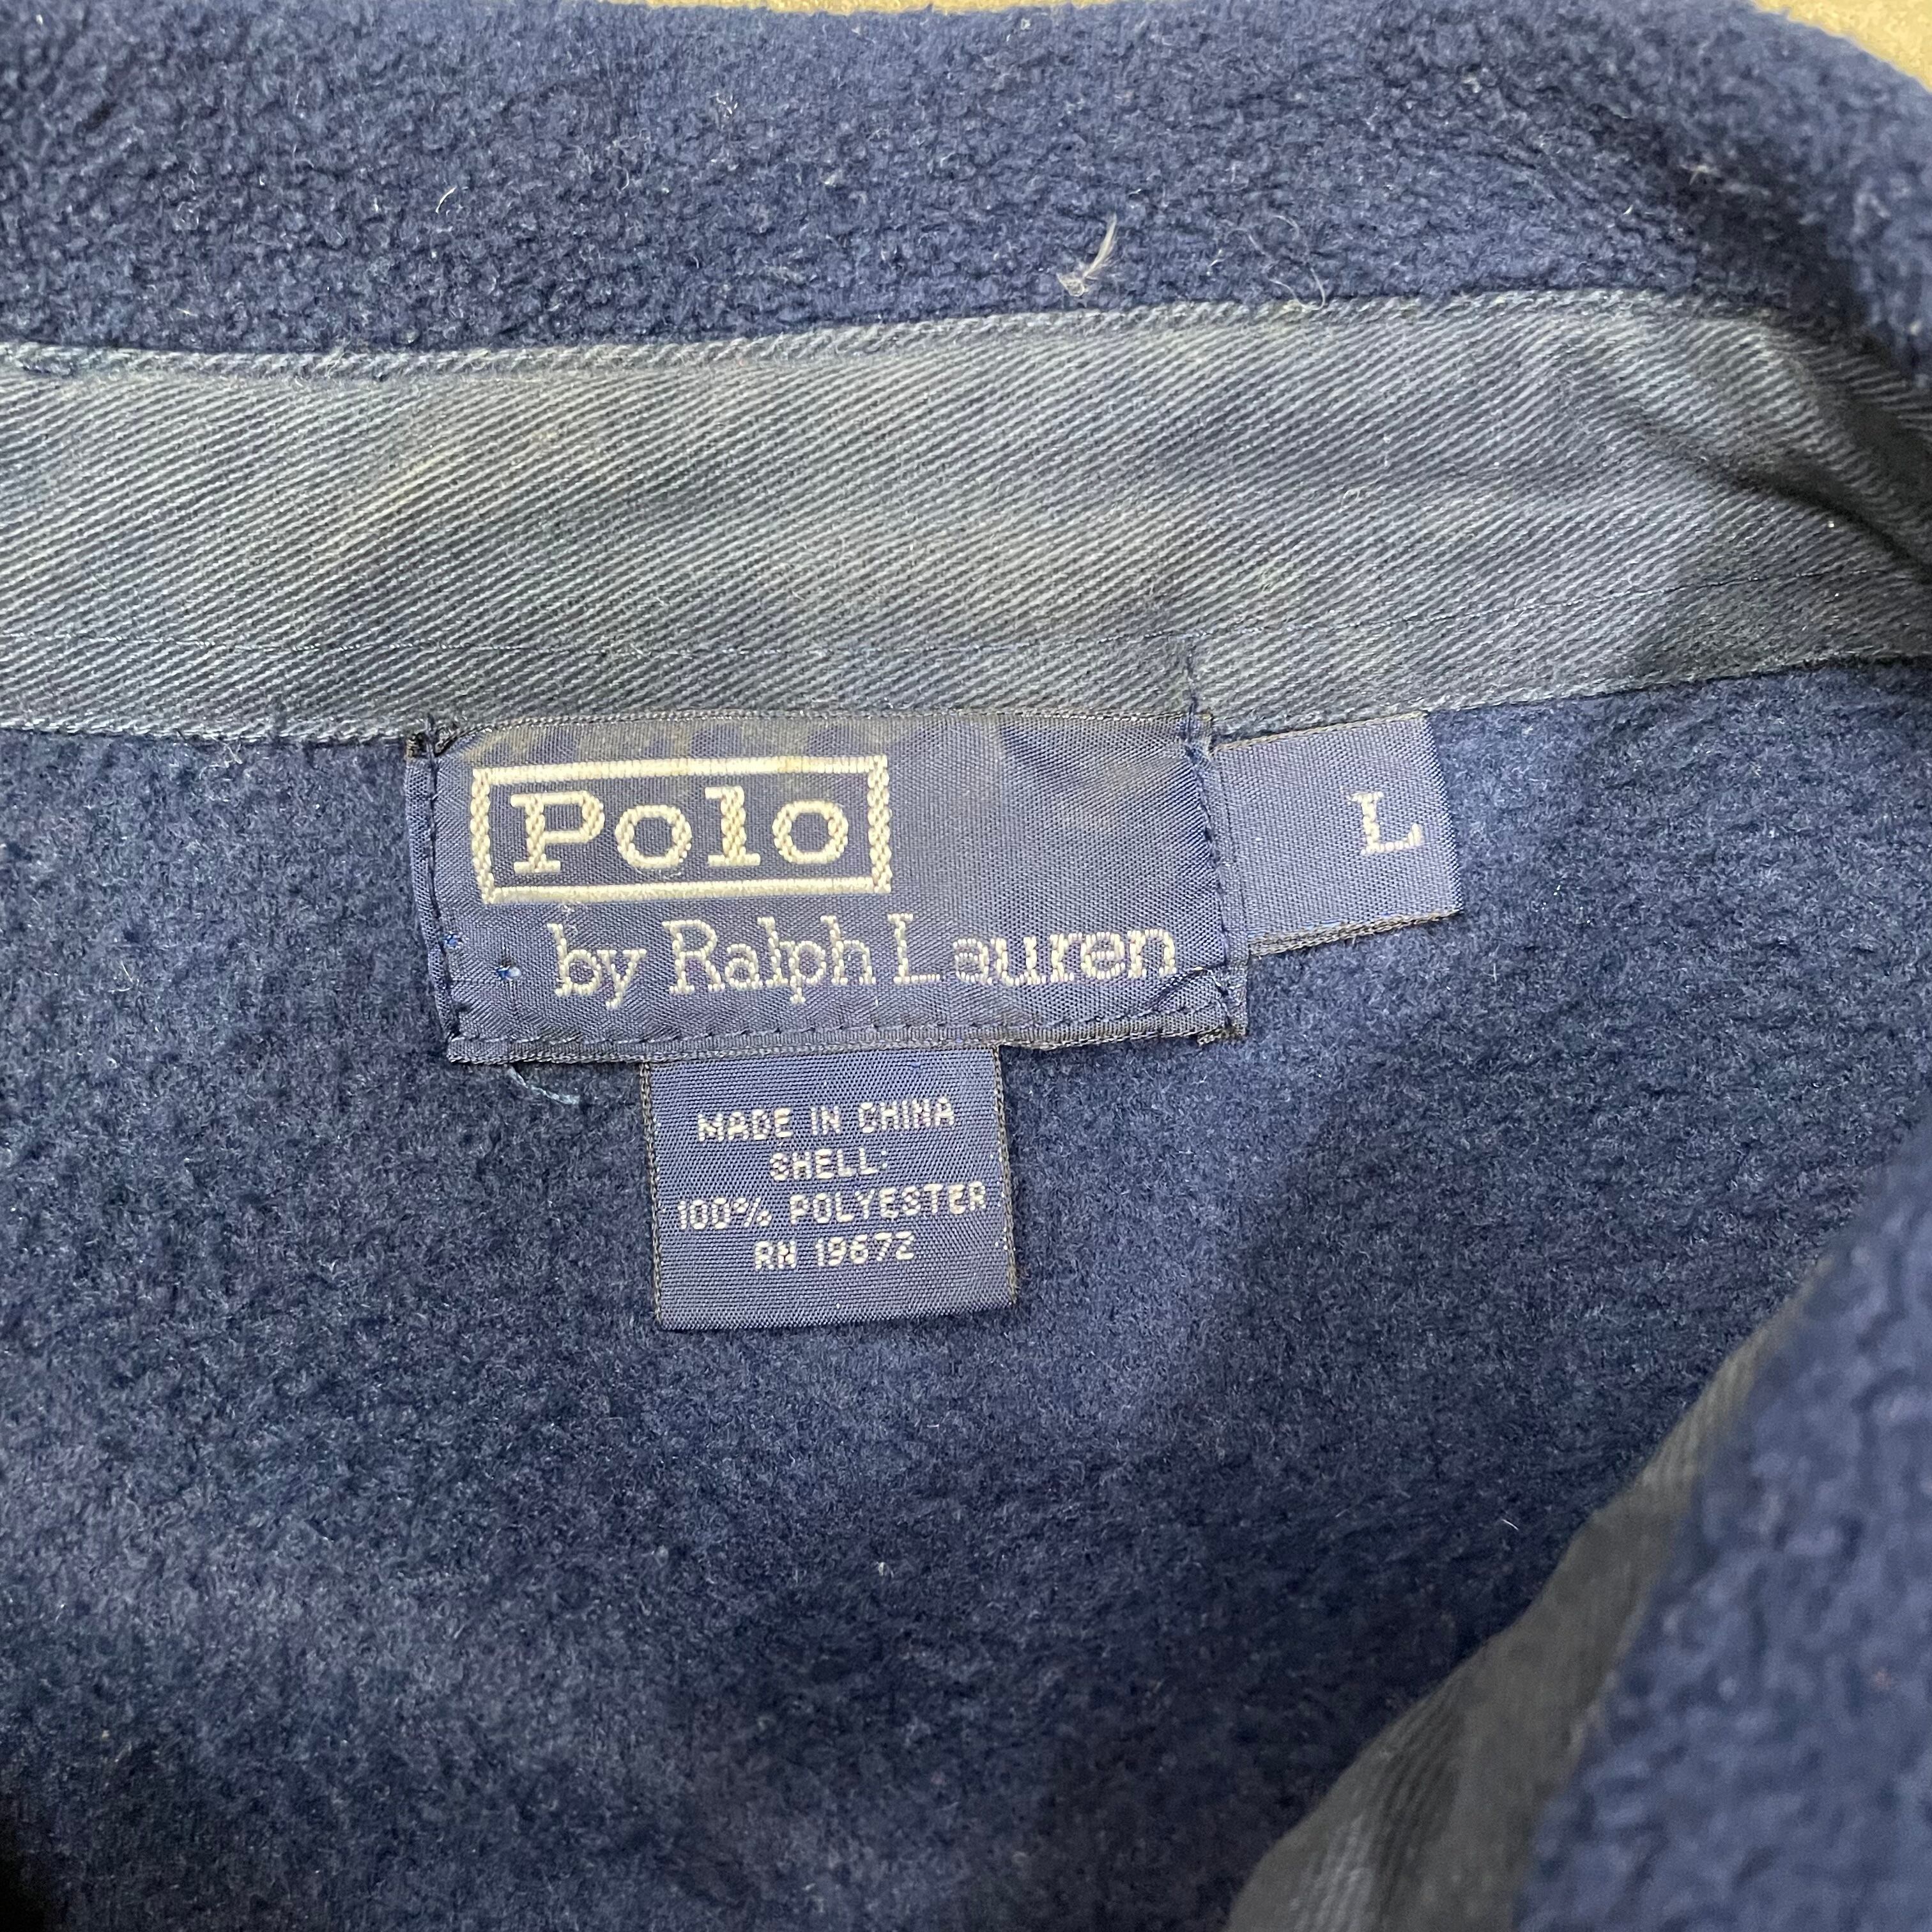 Polo
by Ralph Lauren
L
MADE IN CHINA
SHELL:
100% POLYESTER
RN 19672